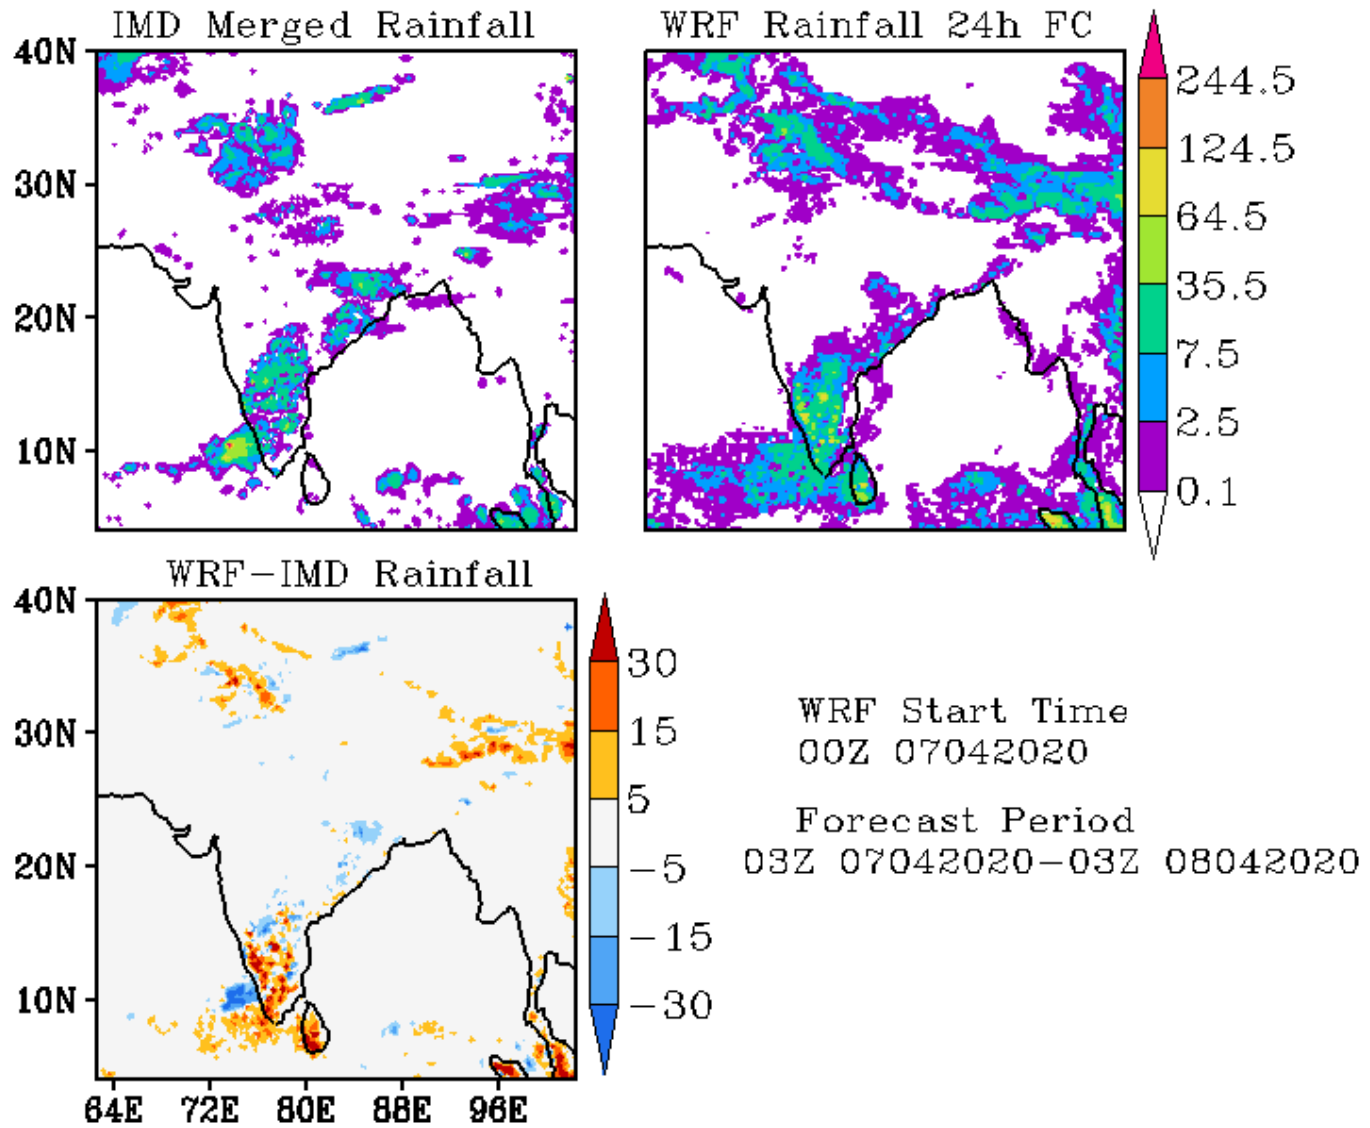 IMD Merged Rainfall
WRF Rainfall 24h FC
40N
30N
20N
10N
244.5
124.5
64.5
35.5
7.5
2.5
0.1
WRF-IMD Rainfall
40N
30N
20N
10N
64E 72E 80E 88E 96E
30
15
5
-5
-15
-30
WRF Start Time
00Z 07042020
Forecast Period
03Z 07042020-03Z 08042020